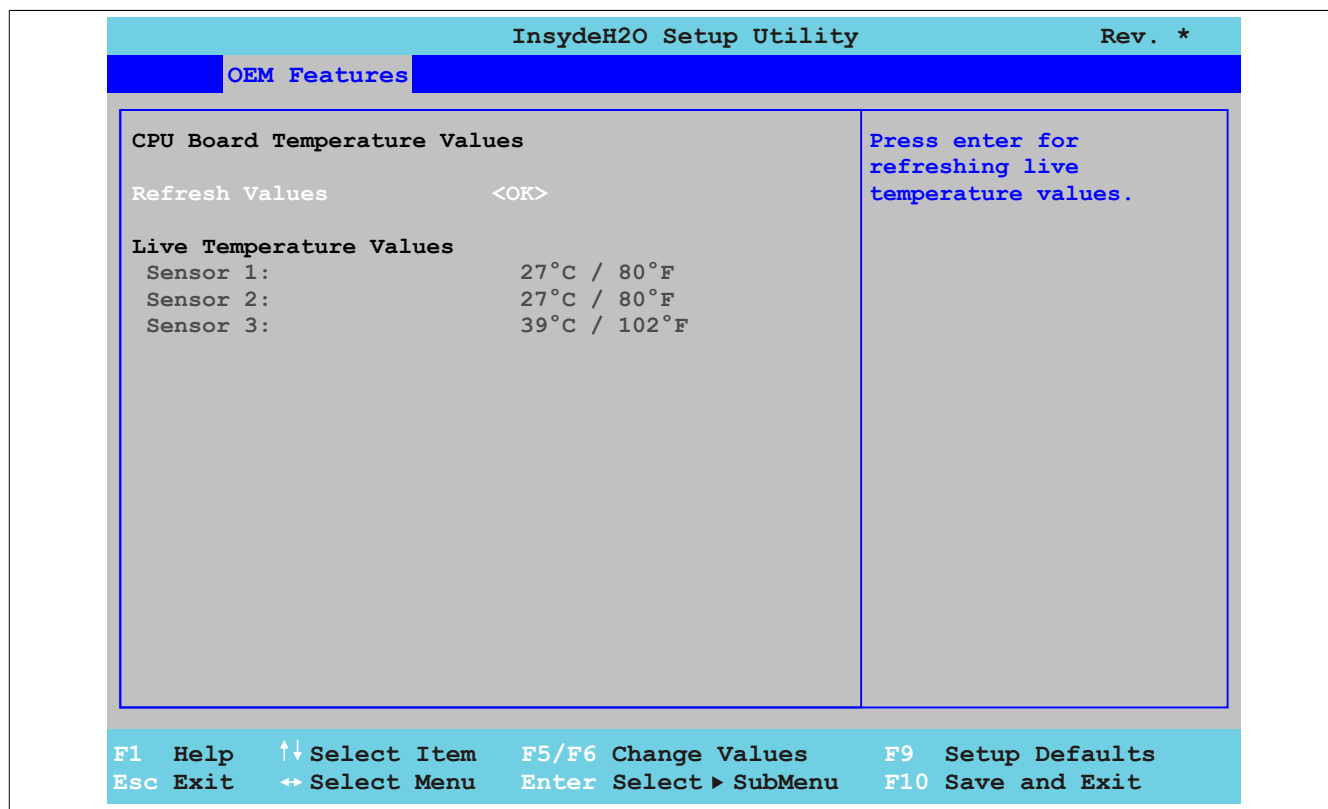 InsydeH2O Setup Utility Rev. *
OEM Features
CPU Board Temperature Values
Refresh Values <OK>
Live Temperature Values
Sensor 1: 27°C / 80°F
Sensor 2: 27°C / 80°F
Sensor 3: 39°C / 102°F
Press enter for
refreshing live
temperature values.
F1 Help ↑↓ Select Item F5/F6 Change Values F9 Setup Defaults
Esc Exit ↔ Select Menu Enter Select ▶ SubMenu F10 Save and Exit